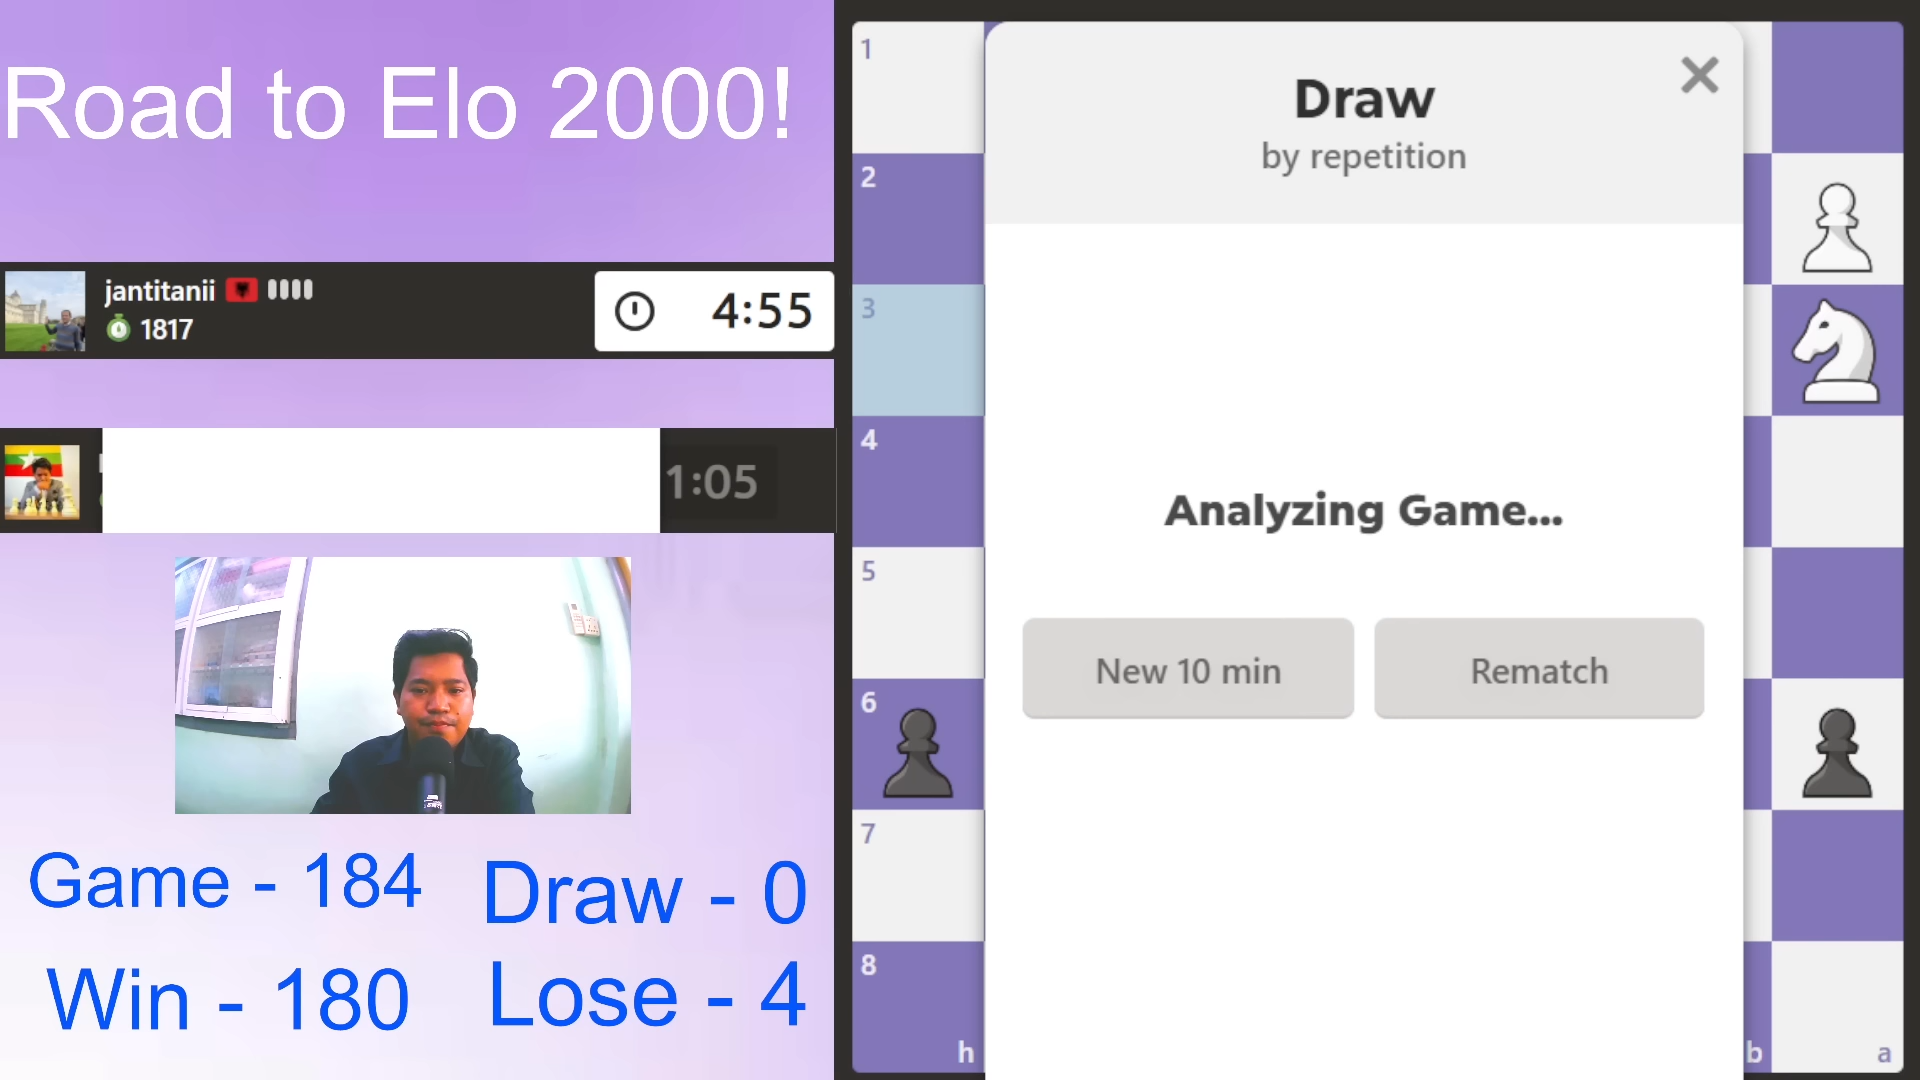 Road to Elo 2000!
jantitanii
1817
4:55
1:05
Game - 184
Draw - 0
Win - 180
Lose - 4
1
2
3
4
5
6
7
8
h
b
a
Draw
by repetition
Analyzing Game...
New 10 min
Rematch